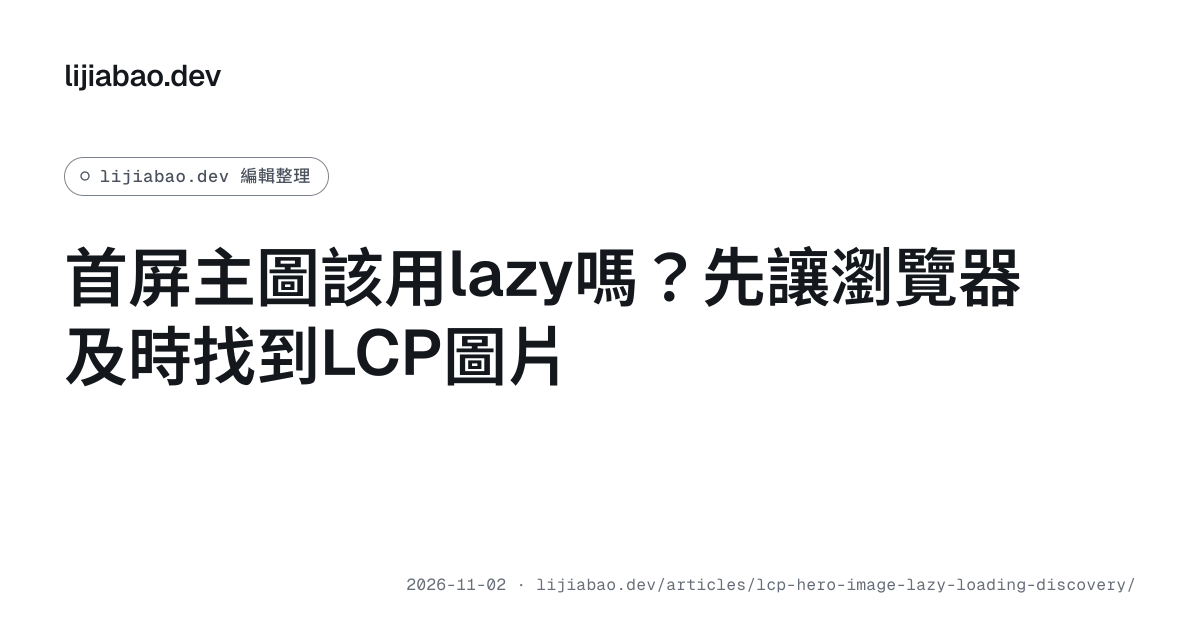 lijiabao.dev
lijiabao.dev 編輯整理
首屏主圖該用lazy嗎？先讓瀏覽器
及時找到LCP圖片
2026-11-02 · lijiabao.dev/articles/lcp-hero-image-lazy-loading-discovery/